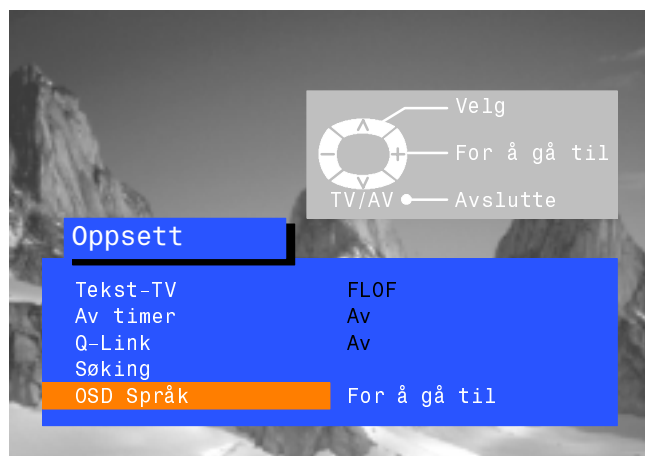 Velg
For å gå til
TV/AV Avslutte
Oppsett
Tekst-TV FLOF
Av timer Av
Q-Link Av
Søking
OSD Språk For å gå til